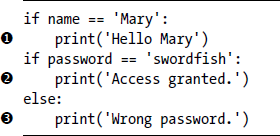 if name == 'Mary':
❶     print('Hello Mary')
if password == 'swordfish':
❷     print('Access granted.')
else:
❸     print('Wrong password.')